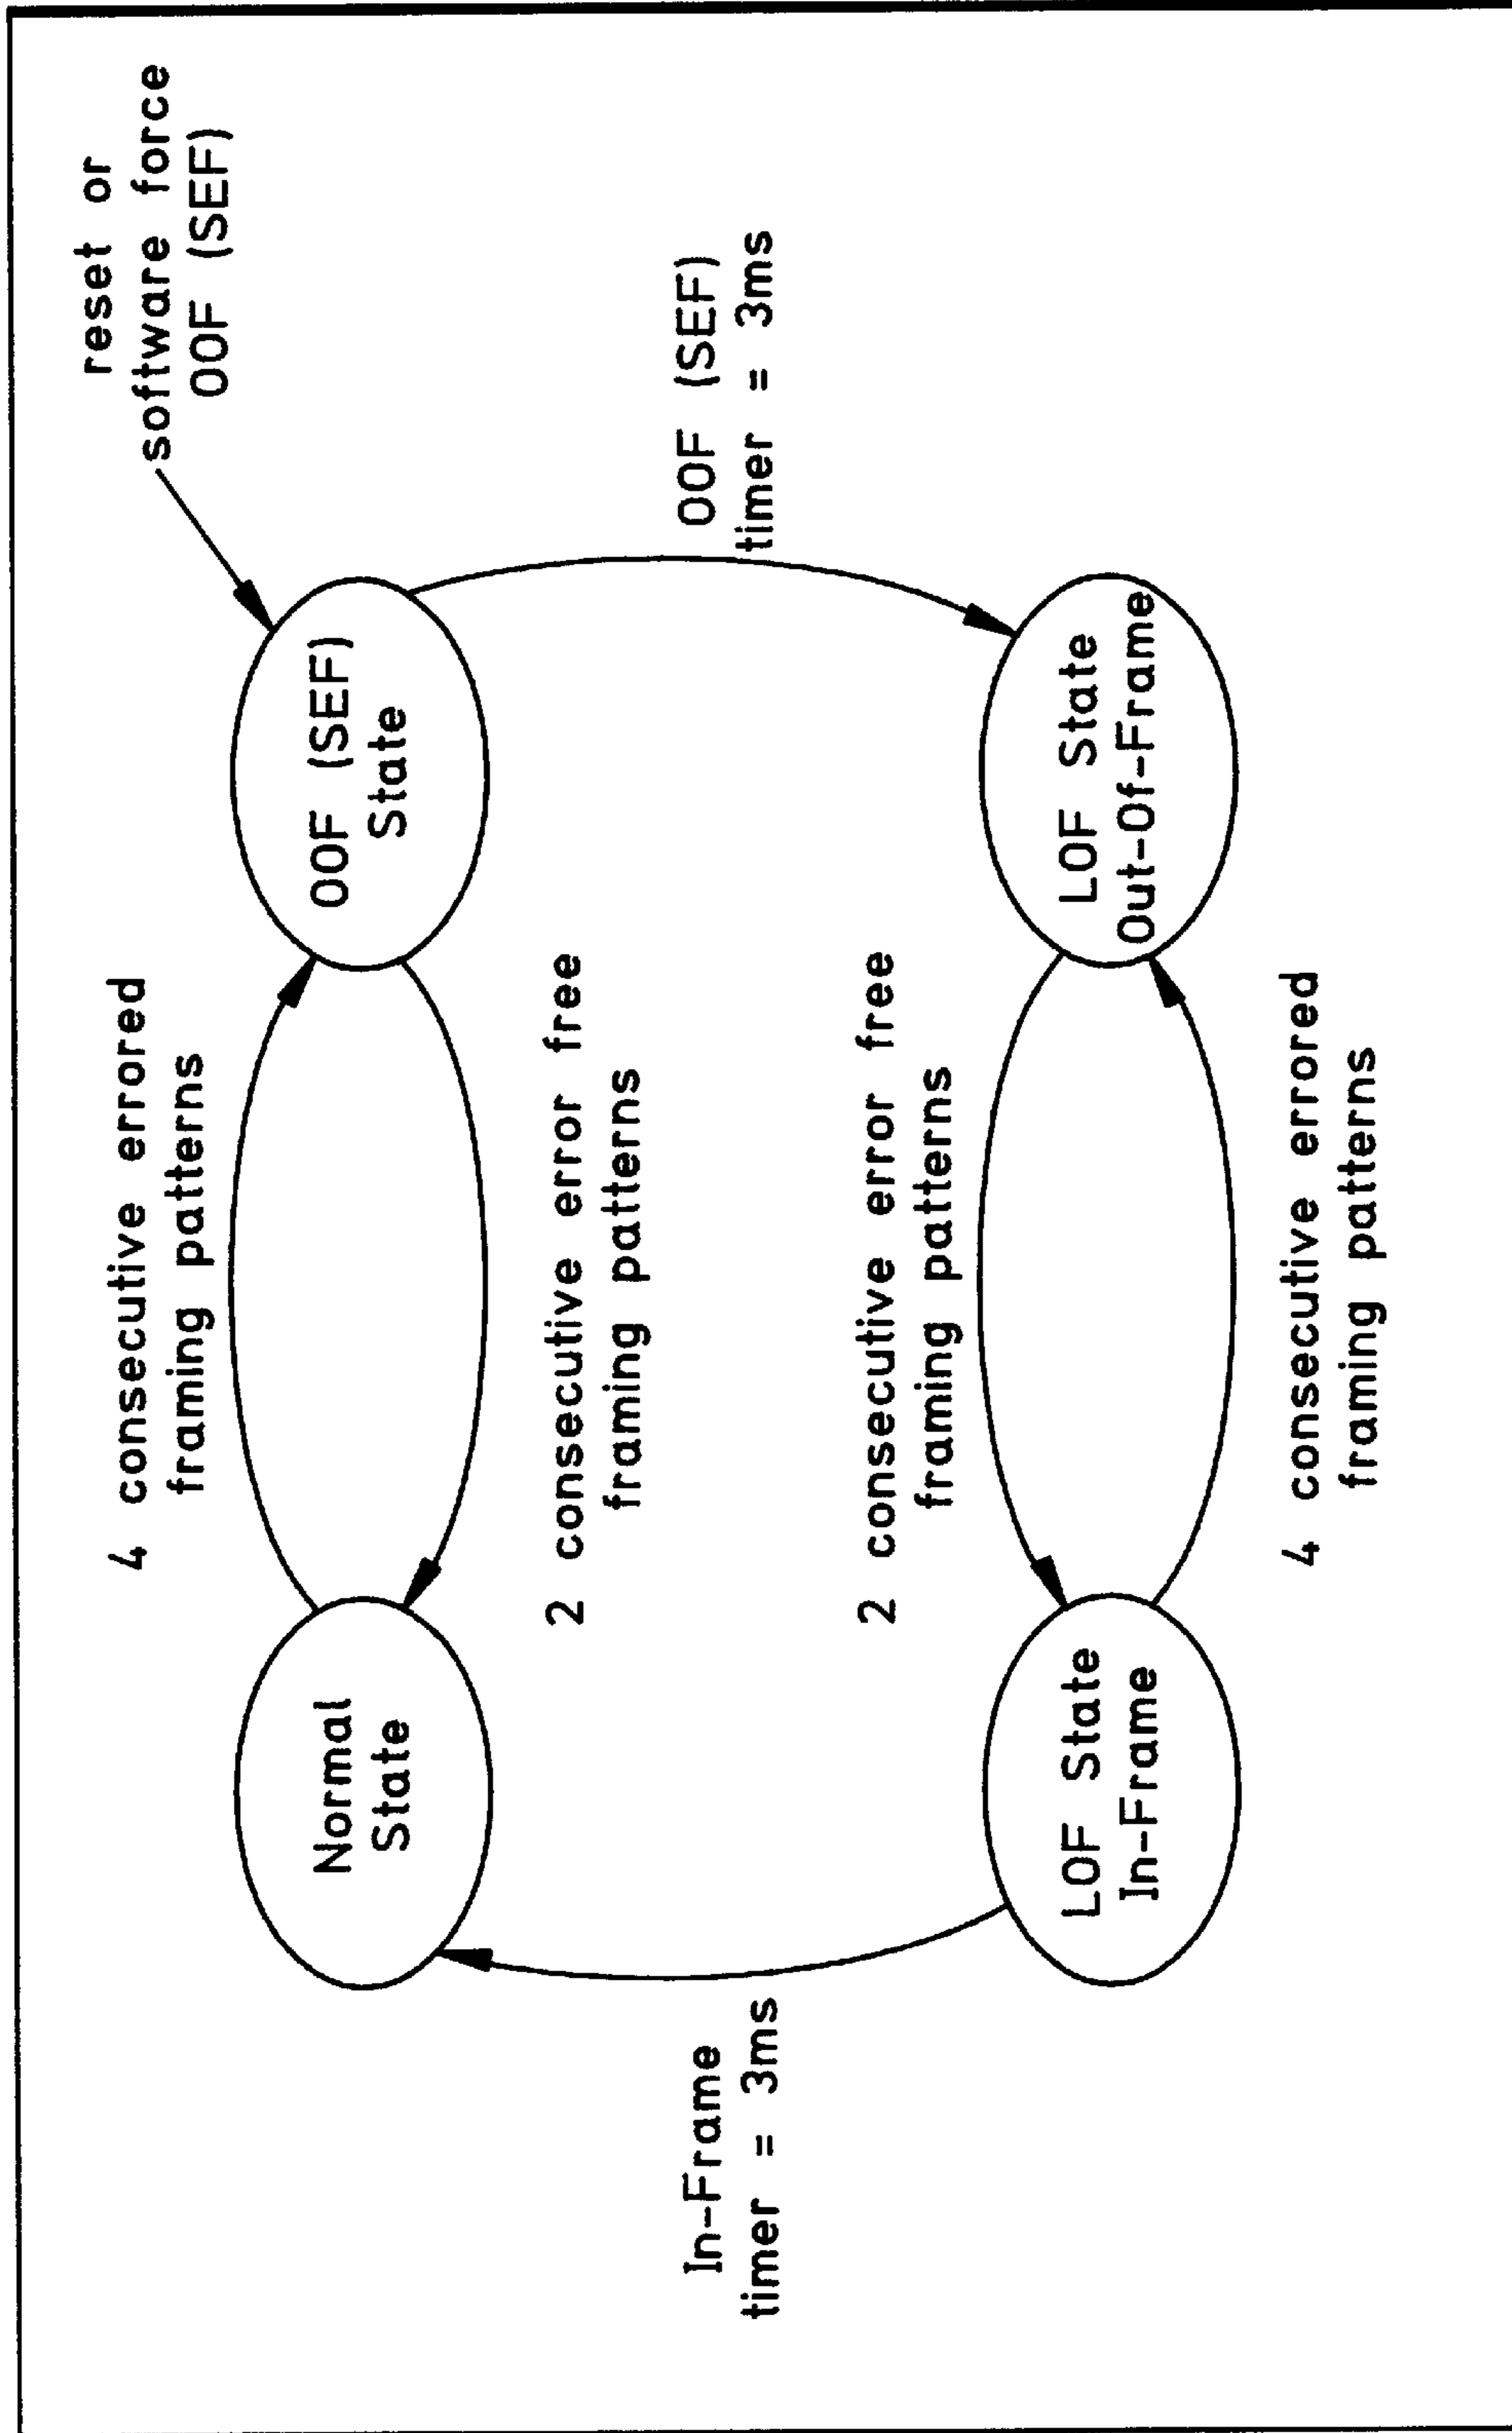 reset or
software force
OOF (SEF)
4 consecutive errored
framing patterns
Normal
State
OOF (SEF)
State
2 consecutive error free
framing patterns
In-Frame
timer = 3ms
OOF (SEF)
timer = 3ms
2 consecutive error free
framing patterns
LOF State
In-Frame
LOF State
Out-Of-Frame
4 consecutive errored
framing patterns